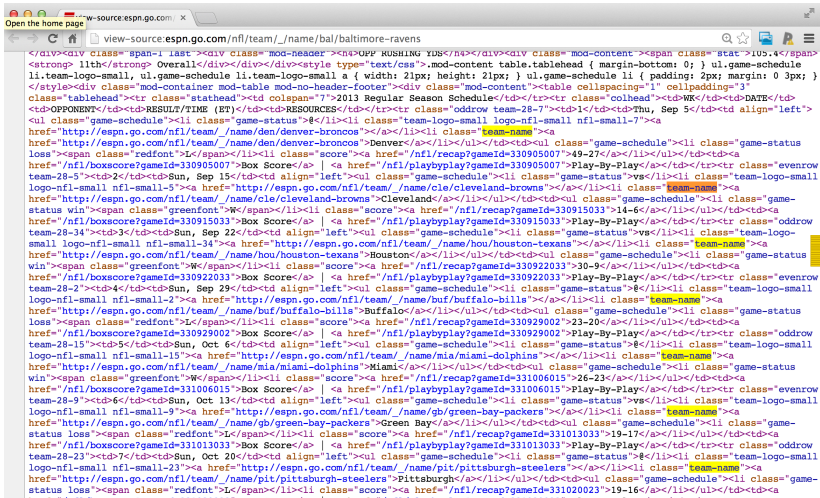 view-source:espn.go.com/
Open the home page
view-source:espn.go.com/nfl/team/_/name/bal/baltimore-ravens
</div><div class="span-1 last"><div class="mod-header"><h4>OPP RUSHING YDS</h4><div class="mod-content"><span class="stat">105.4</span>
<strong> 11th</strong> Overall</div></div></div><style type="text/css">.mod-content table.tablehead { margin-bottom: 0; } ul.game-schedule
li.team-logo-small, ul.game-schedule li.team-logo-small a { width: 21px; height: 21px; } ul.game-schedule li { padding: 2px; margin: 0 3px; }
</style><div class="mod-container mod-table mod-no-header-footer"><div class="mod-content"><table cellspacing="1" cellpadding="3"
class="tablehead"><tr class="stathead"><td colspan="7">2013 Regular Season Schedule</td></tr><tr class="colhead"><td>WK</td><td>DATE</td>
<td>OPPONENT</td><td>RESULT/TIME (ET)</td><td>RESOURCES</td></tr><tr class="oddrow team-28-7"><td>1</td><td>Thu, Sep 5</td><td align="left">
<ul class="game-schedule"><li class="game-status">@</li><li class="team-logo-small logo-nfl-small nfl-small-7"><a
href="http://espn.go.com/nfl/team/_/name/den/denver-broncos"></a></li><li class="team-name"><a
href="http://espn.go.com/nfl/team/_/name/den/denver-broncos">Denver</a></li></ul></td><td><ul class="game-schedule"><li class="game-status
loss"><span class="redfont">L</span></li><li class="score"><a href="/nfl/recap?gameId=330905007">49-27</a></li></ul></td><td><a
href="/nfl/boxscore?gameId=330905007">Box Score</a> | <a href="/nfl/playbyplay?gameId=330905007">Play-By-Play</a></td></tr><tr class="evenrow
team-28-5"><td>2</td><td>Sun, Sep 15</td><td align="left"><ul class="game-schedule"><li class="game-status">vs</li><li class="team-logo-small
logo-nfl-small nfl-small-5"><a href="http://espn.go.com/nfl/team/_/name/cle/cleveland-browns"></a></li><li class="team-name"><a
href="http://espn.go.com/nfl/team/_/name/cle/cleveland-browns">Cleveland</a></li></ul></td><td><ul class="game-schedule"><li class="game-
status win"><span class="greenfont">W</span></li><li class="score"><a href="/nfl/recap?gameId=330915033">14-6</a></li></ul></td><td><a
href="/nfl/boxscore?gameId=330915033">Box Score</a> | <a href="/nfl/playbyplay?gameId=330915033">Play-By-Play</a></td></tr><tr class="oddrow
team-28-34"><td>3</td><td>Sun, Sep 22</td><td align="left"><ul class="game-schedule"><li class="game-status">vs</li><li class="team-logo-
small logo-nfl-small nfl-small-34"><a href="http://espn.go.com/nfl/team/_/name/hou/houston-texans"></a></li><li class="team-name"><a
href="http://espn.go.com/nfl/team/_/name/hou/houston-texans">Houston</a></li></ul></td><td><ul class="game-schedule"><li class="game-status
win"><span class="greenfont">W</span></li><li class="score"><a href="/nfl/recap?gameId=330922033">30-9</a></li></ul></td><td><a
href="/nfl/boxscore?gameId=330922033">Box Score</a> | <a href="/nfl/playbyplay?gameId=330922033">Play-By-Play</a></td></tr><tr class="evenrow
team-28-2"><td>4</td><td>Sun, Sep 29</td><td align="left"><ul class="game-schedule"><li class="game-status">@</li><li class="team-logo-small
logo-nfl-small nfl-small-2"><a href="http://espn.go.com/nfl/team/_/name/buf/buffalo-bills"></a></li><li class="team-name"><a
href="http://espn.go.com/nfl/team/_/name/buf/buffalo-bills">Buffalo</a></li></ul></td><td><ul class="game-schedule"><li class="game-status
loss"><span class="redfont">L</span></li><li class="score"><a href="/nfl/recap?gameId=330929002">23-20</a></li></ul></td><td><a
href="/nfl/boxscore?gameId=330929002">Box Score</a> | <a href="/nfl/playbyplay?gameId=330929002">Play-By-Play</a></td></tr><tr class="oddrow
team-28-15"><td>5</td><td>Sun, Oct 6</td><td align="left"><ul class="game-schedule"><li class="game-status">@</li><li class="team-logo-small
logo-nfl-small nfl-small-15"><a href="http://espn.go.com/nfl/team/_/name/mia/miami-dolphins"></a></li><li class="team-name"><a
href="http://espn.go.com/nfl/team/_/name/mia/miami-dolphins">Miami</a></li></ul></td><td><ul class="game-schedule"><li class="game-status
win"><span class="greenfont">W</span></li><li class="score"><a href="/nfl/recap?gameId=331006015">26-23</a></li></ul></td><td><a
href="/nfl/boxscore?gameId=331006015">Box Score</a> | <a href="/nfl/playbyplay?gameId=331006015">Play-By-Play</a></td></tr><tr class="evenrow
team-28-9"><td>6</td><td>Sun, Oct 13</td><td align="left"><ul class="game-schedule"><li class="game-status">vs</li><li class="team-logo-small
logo-nfl-small nfl-small-9"><a href="http://espn.go.com/nfl/team/_/name/gb/green-bay-packers"></a></li><li class="team-name"><a
href="http://espn.go.com/nfl/team/_/name/gb/green-bay-packers">Green Bay</a></li></ul></td><td><ul class="game-schedule"><li class="game-
status loss"><span class="redfont">L</span></li><li class="score"><a href="/nfl/recap?gameId=331013033">19-17</a></li></ul></td><td><a
href="/nfl/boxscore?gameId=331013033">Box Score</a> | <a href="/nfl/playbyplay?gameId=331013033">Play-By-Play</a></td></tr><tr class="oddrow
team-28-23"><td>7</td><td>Sun, Oct 20</td><td align="left"><ul class="game-schedule"><li class="game-status">@</li><li class="team-logo-small
logo-nfl-small nfl-small-23"><a href="http://espn.go.com/nfl/team/_/name/pit/pittsburgh-steelers"></a></li><li class="team-name"><a
href="http://espn.go.com/nfl/team/_/name/pit/pittsburgh-steelers">Pittsburgh</a></li></ul></td><td><ul class="game-schedule"><li class="game-
status loss"><span class="redfont">L</span></li><li class="score"><a href="/nfl/recap?gameId=331020023">19-16</a></li></ul></td><td><a